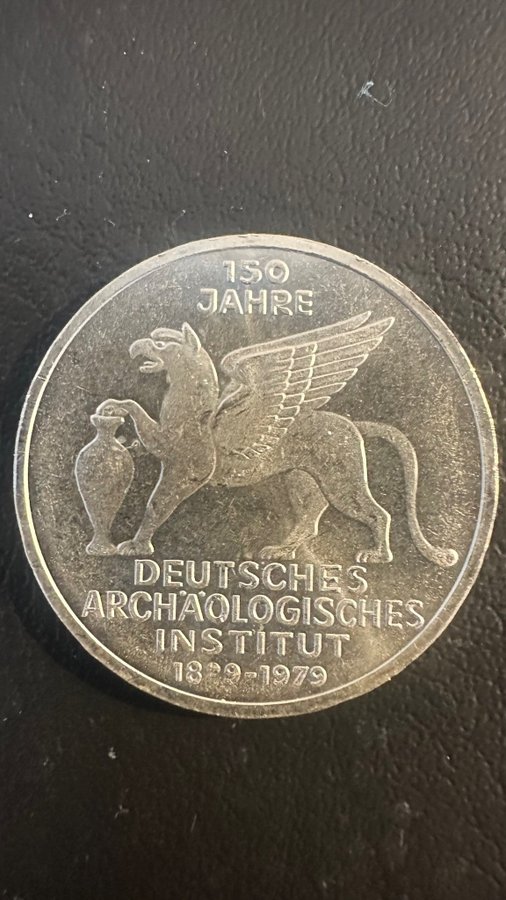 150
JAHRE
DEUTSCHES
ARCHÄOLOGISCHES
INSTITUT
1829-1979